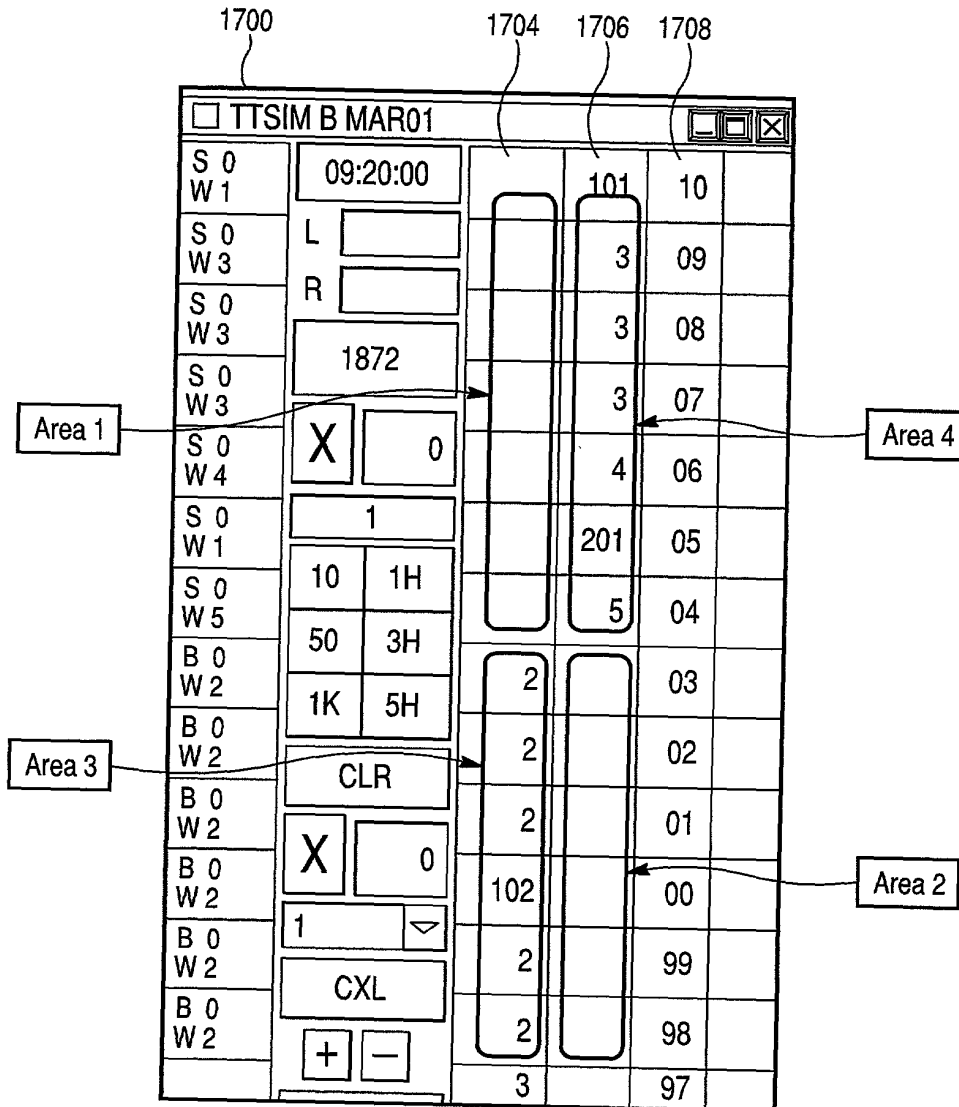 1700 1704 1706 1708
TTSIM B MAR01
S 0 09:20:00 101 10
W 1
S 0 L 3 09
W 3
S 0 R 3 08
W 3
S 0 1872 3 07
W 3
Area 1 Area 4
S 0 X 0 4 06
W 4
S 0 1 201 05
W 1
S 0 10 1H 5 04
W 5
B 0 50 3H 2 03
W 2
B 0 1K 5H 2 02
W 2
Area 3
B 0 CLR 2 01
W 2
B 0 X 0 102 00
W 2
Area 2
B 0 1 2 99
W 2
B 0 CXL 2 98
W 2
+ −
3 97